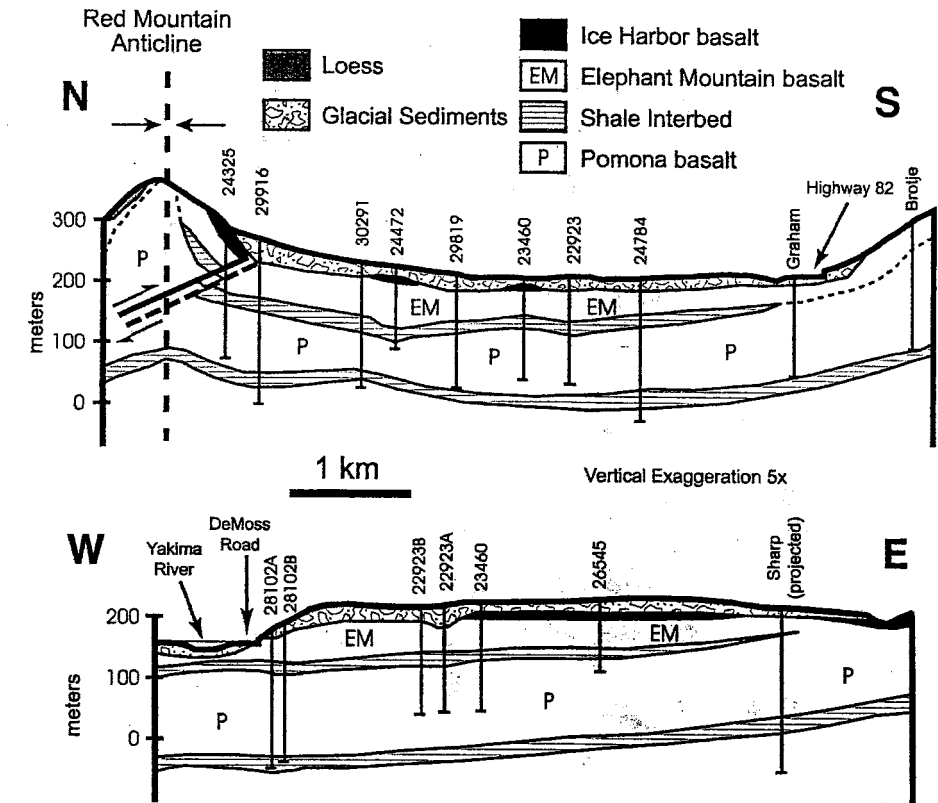 Red Mountain
Anticline
N
Loess
Glacial Sediments
Ice Harbor basalt
EM Elephant Mountain basalt
Shale Interbed
P Pomona basalt
S
24325
29916
30291
24472
29819
23460
22923
24784
Graham
Highway 82
Brotje
300
200
100
0
meters
P
P
EM
P
EM
P
1 km
Vertical Exaggeration 5x
W
Yakima
River
DeMoss
Road
28102A
28102B
22923B
22923A
23460
26545
Sharp
(projected)
E
200
100
0
meters
EM
EM
P
P
P